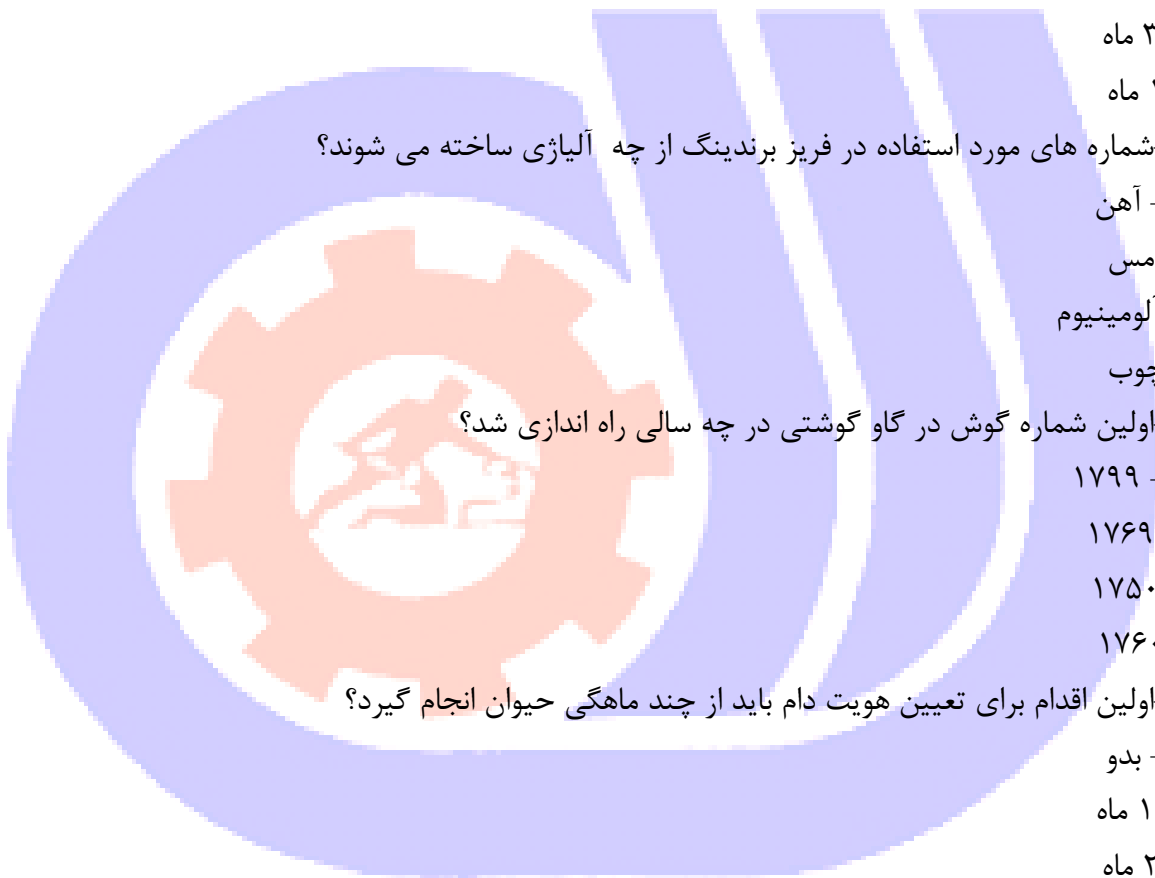 ۳ ماه
ماه
شماره های مورد استفاده در فریز برندینگ از چه آلیاژی ساخته می شوند؟
- آهن
مس
آلومینیوم
چوب
اولین شماره گوش در گاو گوشتی در چه سالی راه اندازی شد؟
- ۱۷۹۹
۱۷۶۹
۱۷۵۰
۱۷۶۰
اولین اقدام برای تعیین هویت دام باید از چند ماهگی حیوان انجام گیرد؟
- بدو
۱ ماه
۲ ماه